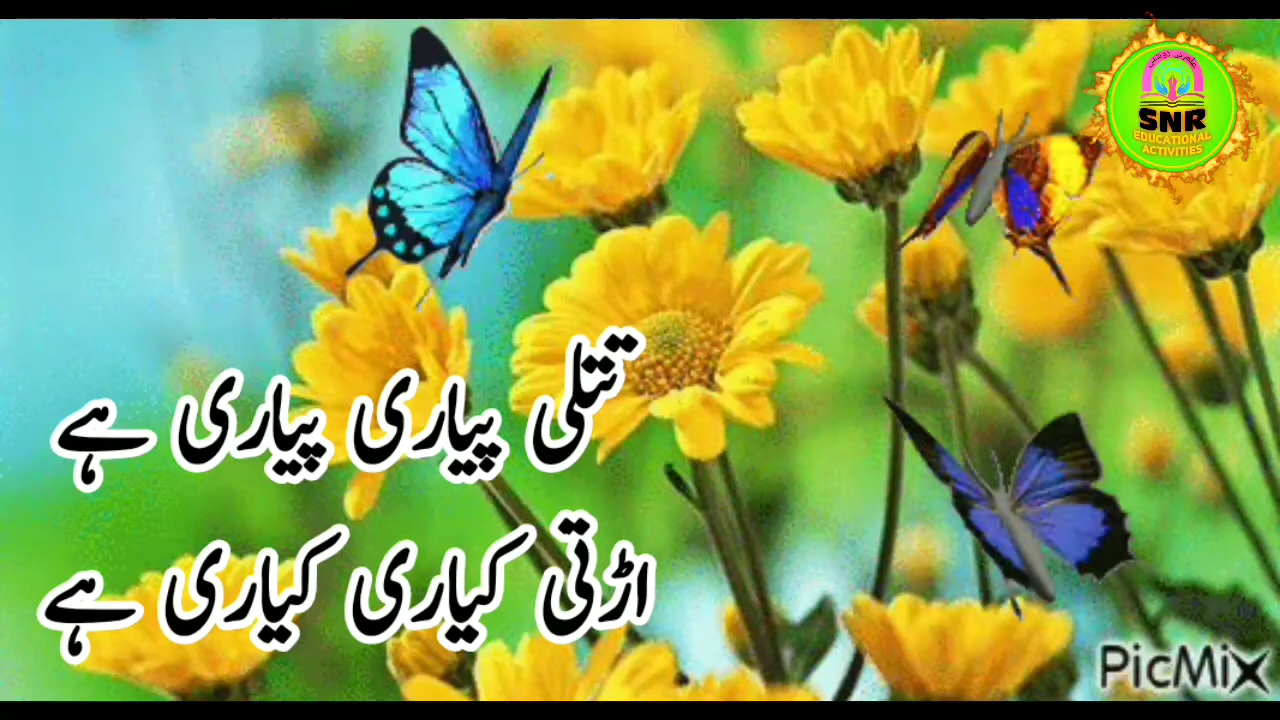 SNR
EDUCATIONAL
ACTIVITIES
تتلی پیاری پیاری ہے
اڑتی کیاری کیاری ہے
PicMix